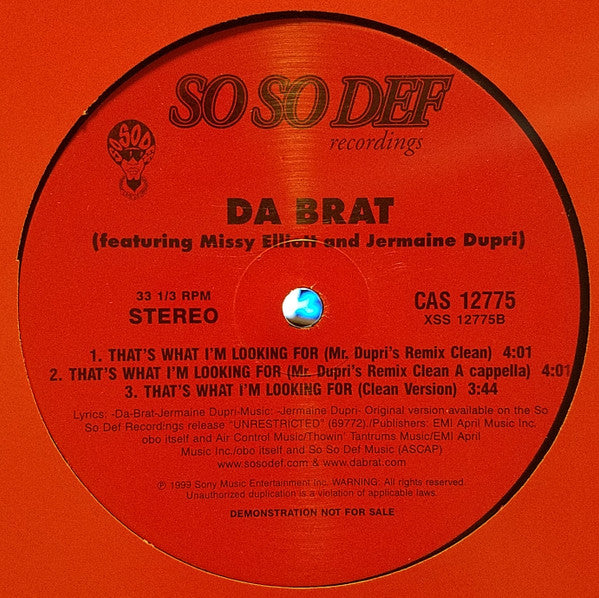 SO SO DEF
recordings
SO SO DEF
DA BRAT
(featuring Missy Elliott and Jermaine Dupri)
33 1/3 RPM
STEREO
CAS 12775
XSS 12775B
1. THAT'S WHAT I'M LOOKING FOR (Mr. Dupri's Remix Clean) 4:01
2. THAT'S WHAT I'M LOOKING FOR (Mr. Dupri's Remix Clean A cappella) 4:01
3. THAT'S WHAT I'M LOOKING FOR (Clean Version) 3:44
Lyrics: -Da-Brat-Jermaine Dupri-Music: -Jermaine Dupri- Original version available on the So
So Def Recordings release "UNRESTRICTED" (69772)./Publishers: EMI April Music Inc.
obo itself and Air Control Music/Thowin' Tantrums Music/EMI April
Music Inc./obo itself and So So Def Music (ASCAP)
www.sosodef.com & www.dabrat.com
℗ 1999 Sony Music Entertainment Inc. WARNING: All rights reserved.
Unauthorized duplication is a violation of applicable laws.
DEMONSTRATION NOT FOR SALE